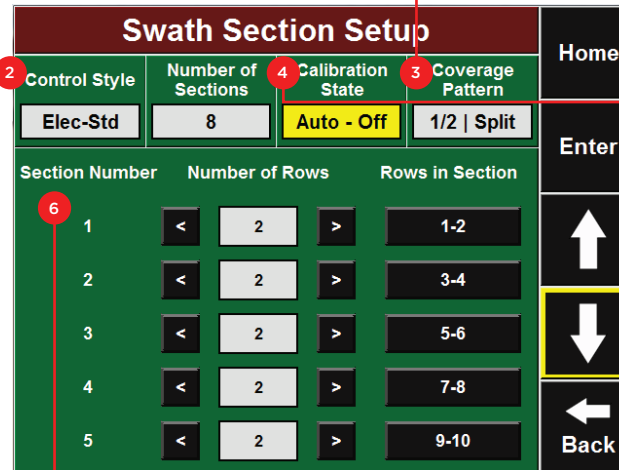 Swath Section Setup
Home
2
Control Style
Number of
Sections
4
Calibration
State
3
Coverage
Pattern
Elec-Std
8
Auto - Off
1/2 | Split
Enter
Section Number
Number of Rows
Rows in Section
6
1
<
2
>
1-2
2
<
2
>
3-4
3
<
2
>
5-6
4
<
2
>
7-8
5
<
2
>
9-10
Back